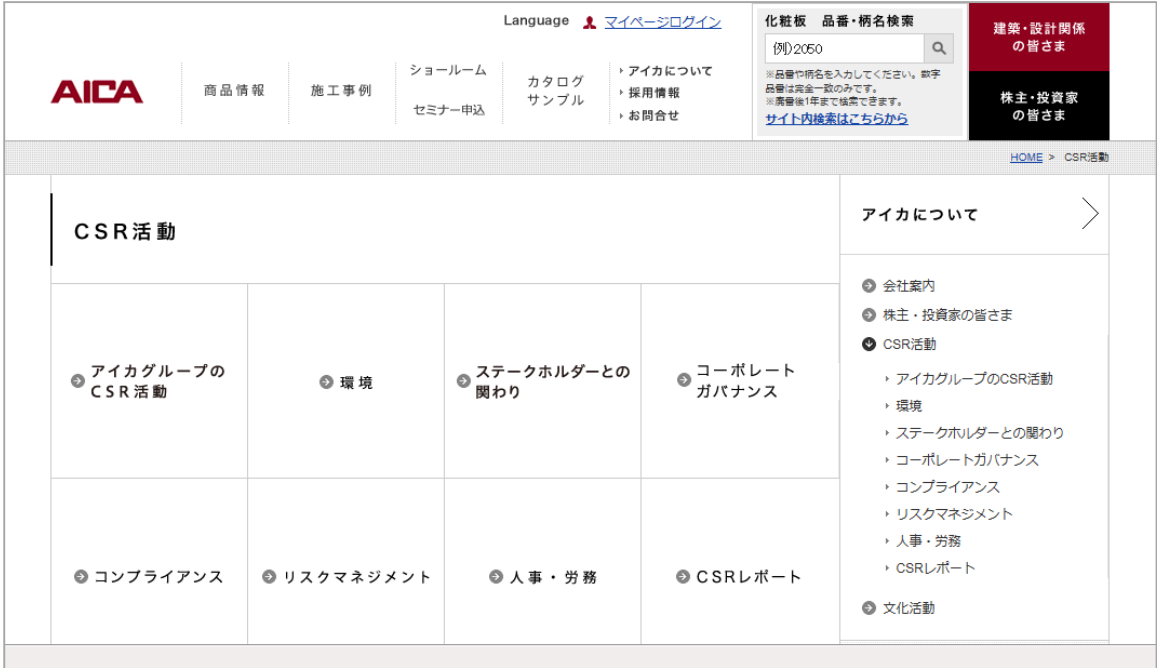 Language マイページログイン
化粧板 品番・柄名検索
例)2050
※品番や柄名を入力してください。数字
品番は完全一致のみです。
※廃番後1年まで検索できます。
サイト内検索はこちらから
建築・設計関係
の皆さま
株主・投資家
の皆さま
AICA
商品情報
施工事例
ショールーム
セミナー申込
カタログ
サンプル
アイカについて
採用情報
お問合せ
HOME > CSR活動
CSR活動
アイカグループの
CSR活動
環境
ステークホルダーとの
関わり
コーポレート
ガバナンス
コンプライアンス
リスクマネジメント
人事・労務
CSRレポート
アイカについて
会社案内
株主・投資家の皆さま
CSR活動
アイカグループのCSR活動
環境
ステークホルダーとの関わり
コーポレートガバナンス
コンプライアンス
リスクマネジメント
人事・労務
CSRレポート
文化活動